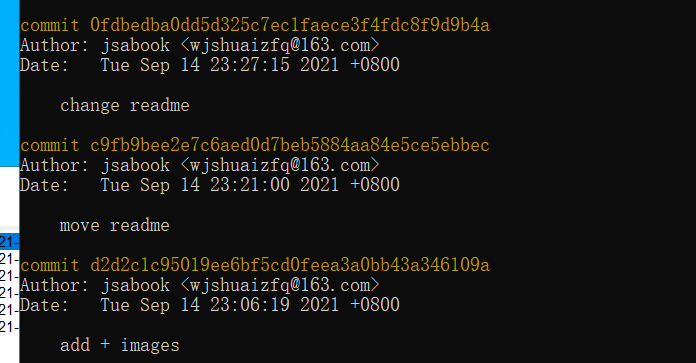 commit 0fdbedba0dd5d325c7ec1faece3f4fdc8f9d9b4a
Author: jsabook <wjshuaizfq@163.com>
Date:   Tue Sep 14 23:27:15 2021 +0800
change readme
commit c9fb9bee2e7c6aed0d7beb5884aa84e5ce5ebbec
Author: jsabook <wjshuaizfq@163.com>
Date:   Tue Sep 14 23:21:00 2021 +0800
move readme
commit d2d2c1c95019ee6bf5cd0feea3a0bb43a346109a
Author: jsabook <wjshuaizfq@163.com>
Date:   Tue Sep 14 23:06:19 2021 +0800
add + images
21-
21-
21-
21-
21-
21-